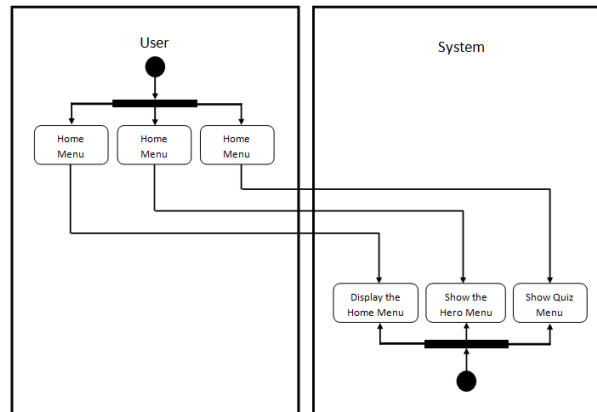 User
System
Home
Menu
Home
Menu
Home
Menu
Display the
Home Menu
Show the
Hero Menu
Show Quiz
Menu